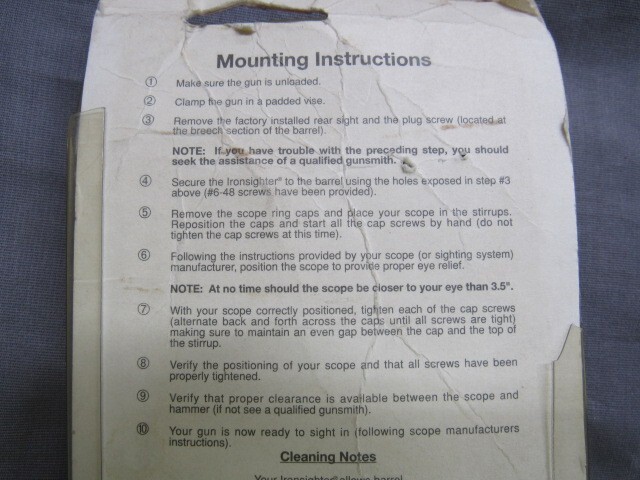 Mounting Instructions
① Make sure the gun is unloaded.
② Clamp the gun in a padded vise.
③ Remove the factory installed rear sight and the plug screw (located at
the breech section of the barrel).
NOTE: If you have trouble with the preceding step, you should
seek the assistance of a qualified gunsmith.
④ Secure the Ironsighter® to the barrel using the holes exposed in step #3
above (#6-48 screws have been provided).
⑤ Remove the scope ring caps and place your scope in the stirrups.
Reposition the caps and start all the cap screws by hand (do not
tighten the cap screws at this time).
⑥ Following the instructions provided by your scope (or sighting system)
manufacturer, position the scope to provide proper eye relief.
NOTE: At no time should the scope be closer to your eye than 3.5".
⑦ With your scope correctly positioned, tighten each of the cap screws
(alternate back and forth across the caps until all screws are tight)
making sure to maintain an even gap between the cap and the top of
the stirrup.
⑧ Verify the positioning of your scope and that all screws have been
properly tightened.
⑨ Verify that proper clearance is available between the scope and
hammer (if not see a qualified gunsmith).
⑩ Your gun is now ready to sight in (following scope manufacturers
instructions).
Cleaning Notes
Your Ironsighter® allows barrel